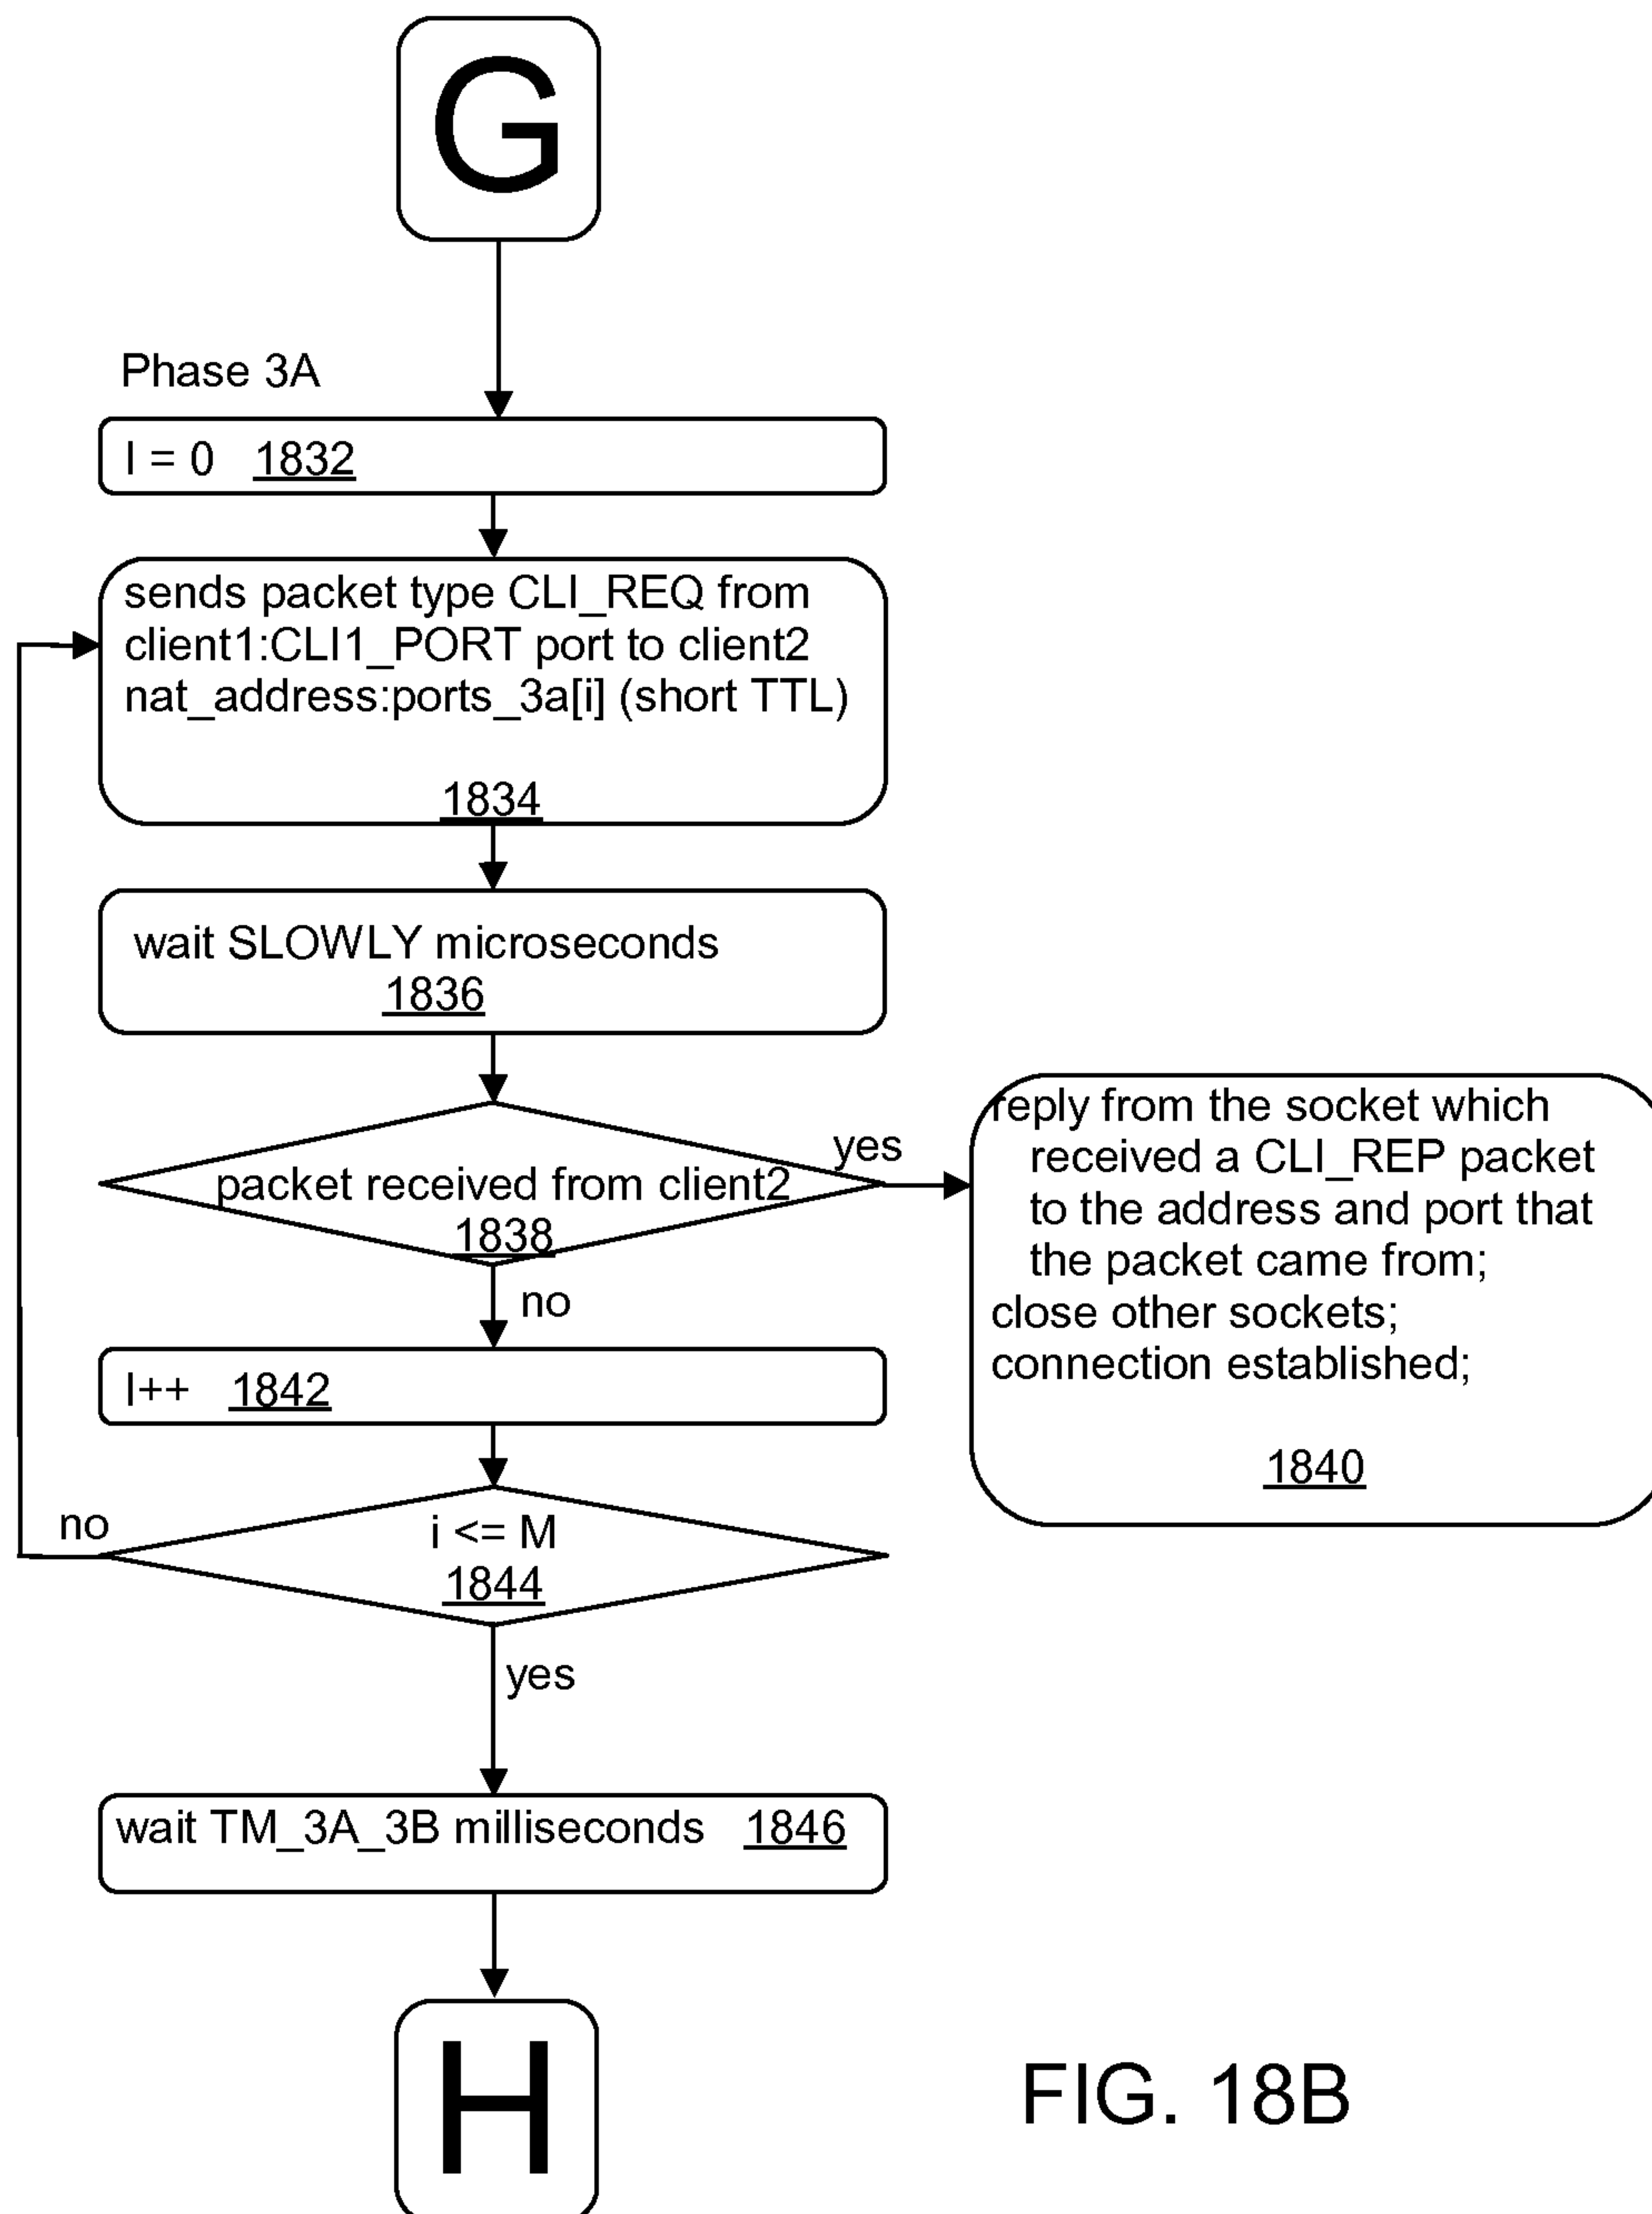 G
Phase 3A
I = 0 1832
sends packet type CLI_REQ from
client1:CLI1_PORT port to client2
nat_address:ports_3a[i] (short TTL)
1834
wait SLOWLY microseconds
1836
packet received from client2
1838
yes
reply from the socket which
received a CLI_REP packet
to the address and port that
the packet came from;
close other sockets;
connection established;
1840
no
I++ 1842
i <= M
1844
no
yes
wait TM_3A_3B milliseconds 1846
H
FIG. 18B